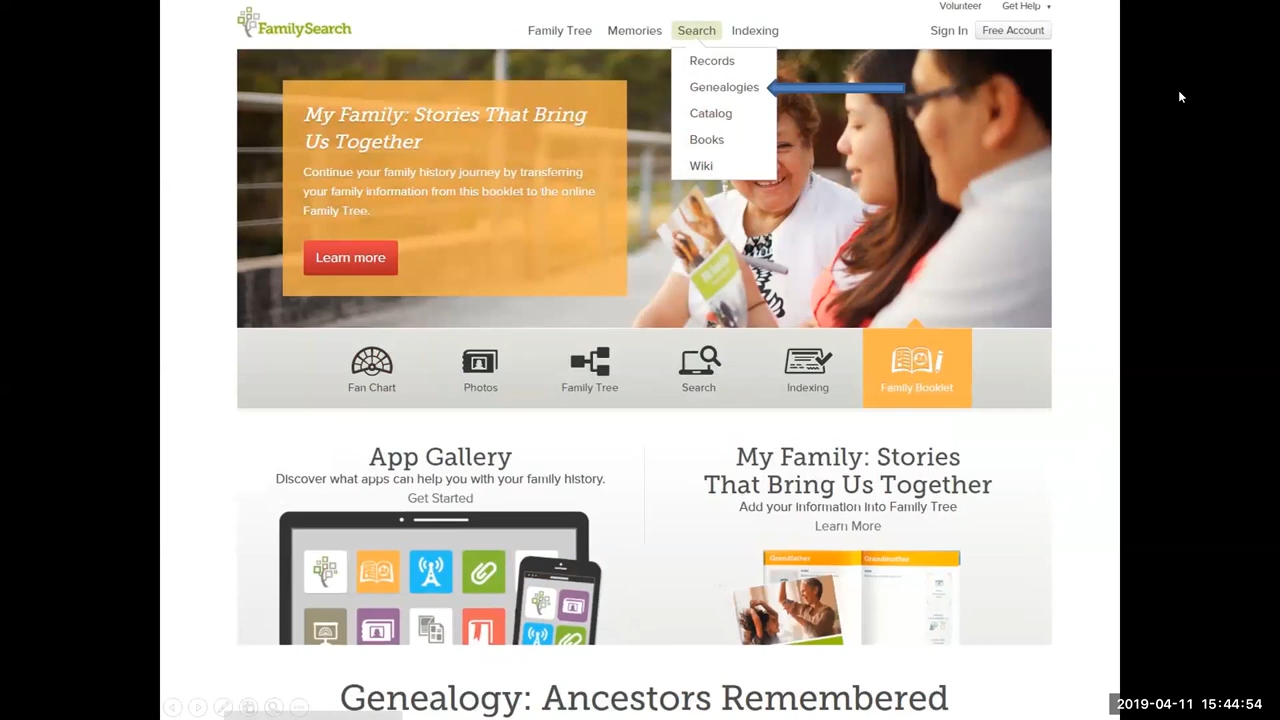 Volunteer Get Help
FamilySearch
Family Tree Memories Search Indexing
Sign In Free Account
Records
Genealogies
Catalog
Books
Wiki
My Family: Stories That Bring
Us Together
Continue your family history journey by transferring
your family information from this booklet to the online
Family Tree.
Learn more
Fan Chart
Photos
Family Tree
Search
Indexing
Family Booklet
App Gallery
Discover what apps can help you with your family history.
Get Started
My Family: Stories
That Bring Us Together
Add your information into Family Tree
Learn More
Grandfather Grandmother
Genealogy: Ancestors Remembered
2019-04-11 15:44:54